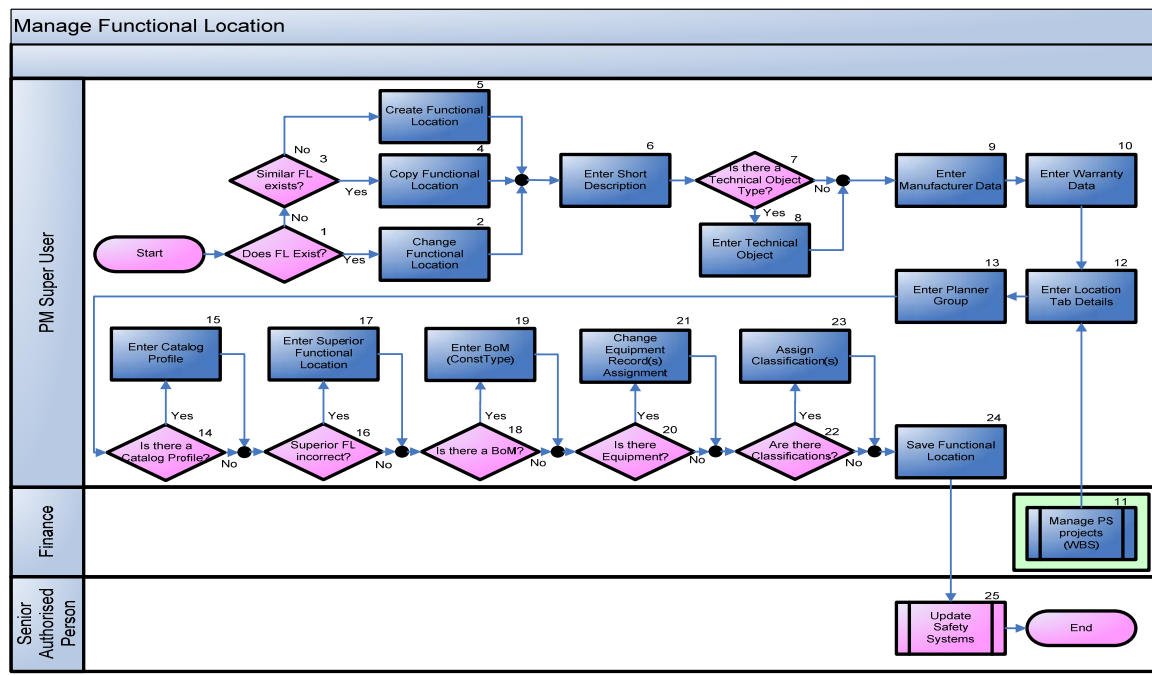 Manage Functional Location
PM Super User
5
Create Functional
Location
No
3
Similar FL
exists?
Yes
4
Copy Functional
Location
No
Start
1
Does FL Exist?
Yes
2
Change
Functional
Location
6
Enter Short
Description
7
Is there a
Technical Object
Type?
No
Yes
8
Enter Technical
Object
9
Enter
Manufacturer Data
10
Enter Warranty
Data
13
Enter Planner
Group
12
Enter Location
Tab Details
15
Enter Catalog
Profile
Yes
14
Is there a
Catalog Profile?
No
17
Enter Superior
Functional
Location
Yes
16
Superior FL
incorrect?
No
19
Enter BoM
(ConstType)
Yes
18
Is there a BoM?
No
21
Change
Equipment
Record(s)
Assignment
Yes
20
Is there
Equipment?
No
23
Assign
Classification(s)
Yes
22
Are there
Classifications?
No
24
Save Functional
Location
Finance
11
Manage PS
projects
(WBS)
Senior
Authorised
Person
25
Update
Safety
Systems
End